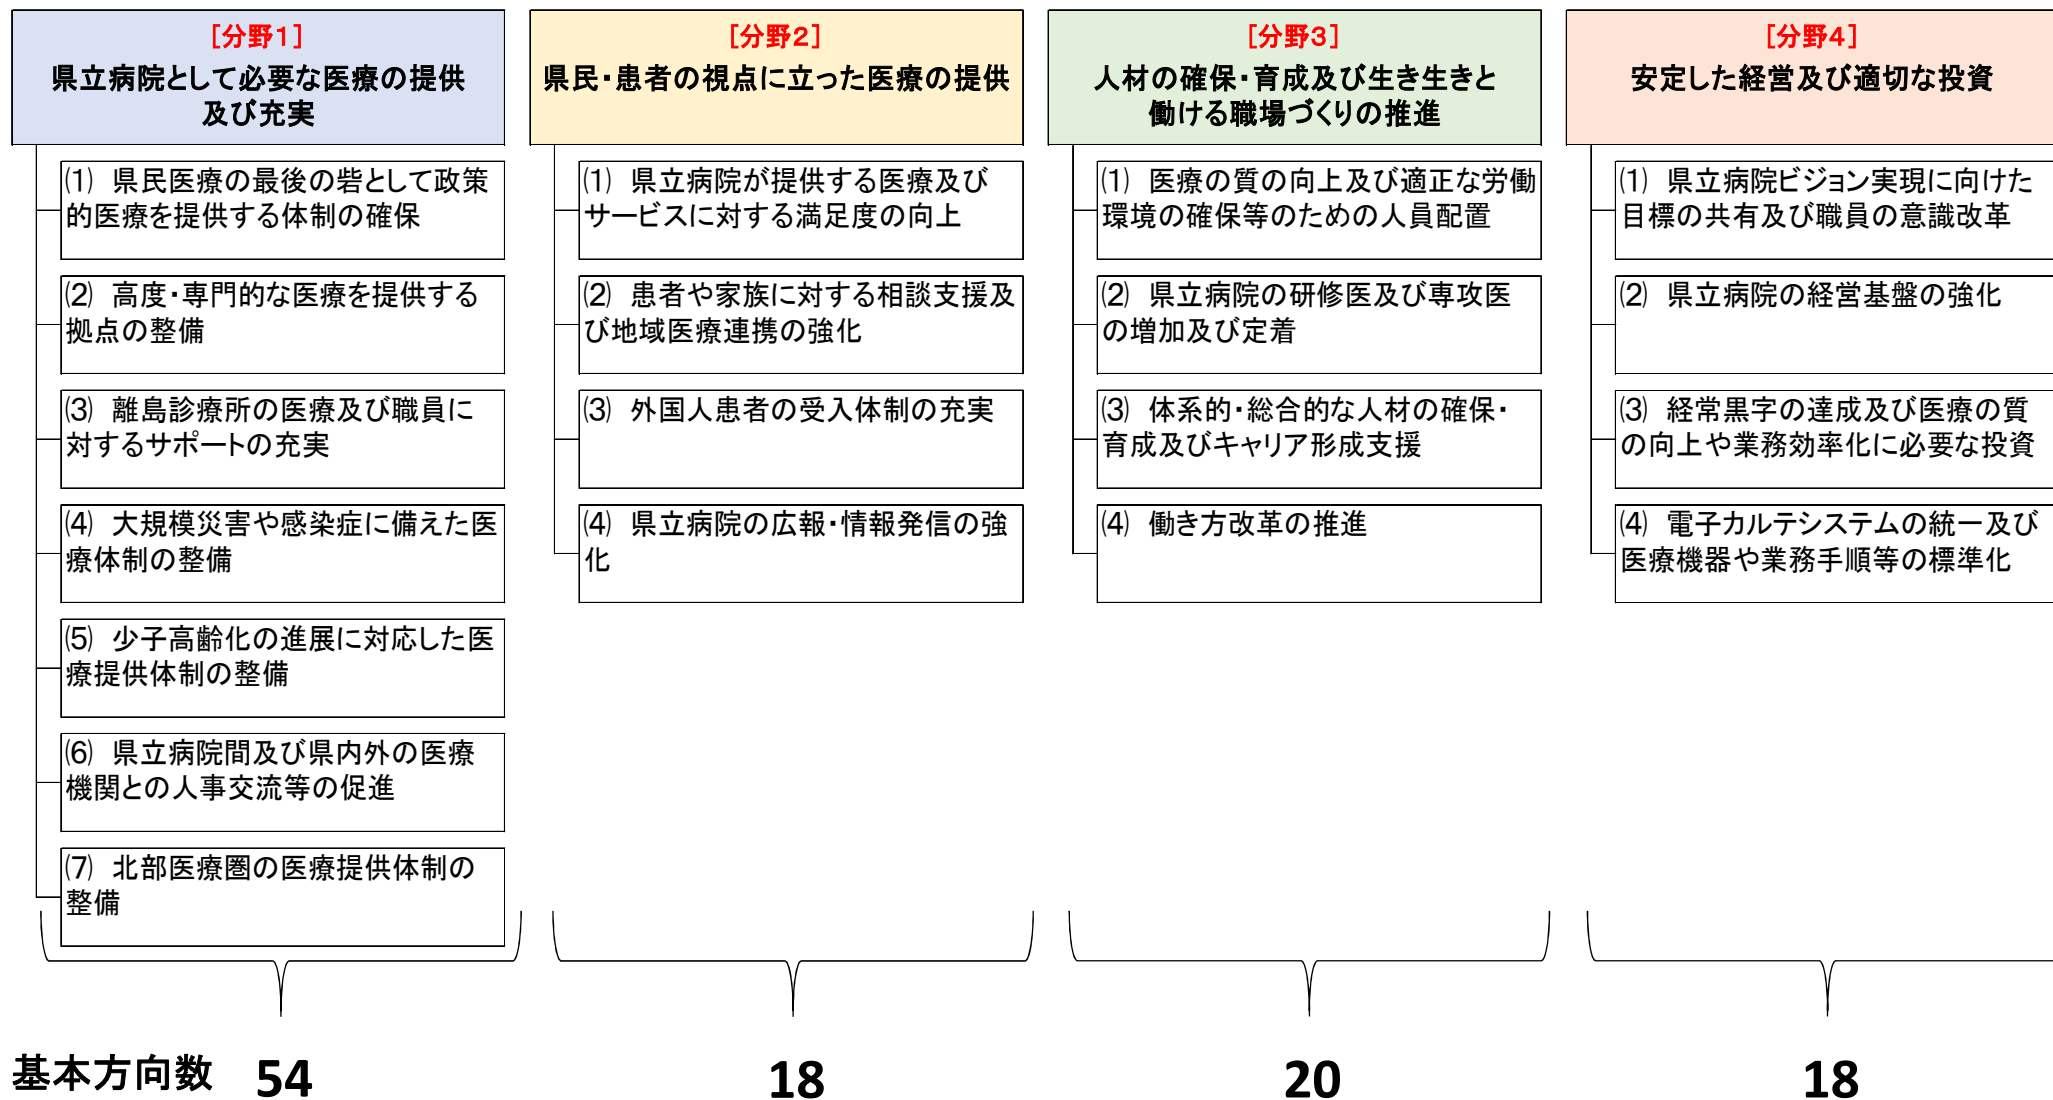 [分野1]
県立病院として必要な医療の提供
及び充実
⑴ 県民医療の最後の砦として政策
的医療を提供する体制の確保
⑵ 高度・専門的な医療を提供する
拠点の整備
⑶ 離島診療所の医療及び職員に
対するサポートの充実
⑷ 大規模災害や感染症に備えた医
療体制の整備
⑸ 少子高齢化の進展に対応した医
療提供体制の整備
⑹ 県立病院間及び県内外の医療
機関との人事交流等の促進
⑺ 北部医療圏の医療提供体制の
整備
[分野2]
県民・患者の視点に立った医療の提供
⑴ 県立病院が提供する医療及び
サービスに対する満足度の向上
⑵ 患者や家族に対する相談支援及
び地域医療連携の強化
⑶ 外国人患者の受入体制の充実
⑷ 県立病院の広報・情報発信の強
化
[分野3]
人材の確保・育成及び生き生きと
働ける職場づくりの推進
⑴ 医療の質の向上及び適正な労働
環境の確保等のための人員配置
⑵ 県立病院の研修医及び専攻医
の増加及び定着
⑶ 体系的・総合的な人材の確保・
育成及びキャリア形成支援
⑷ 働き方改革の推進
[分野4]
安定した経営及び適切な投資
⑴ 県立病院ビジョン実現に向けた
目標の共有及び職員の意識改革
⑵ 県立病院の経営基盤の強化
⑶ 経常黒字の達成及び医療の質
の向上や業務効率化に必要な投資
⑷ 電子カルテシステムの統一及び
医療機器や業務手順等の標準化
基本方向数 54 18 20 18